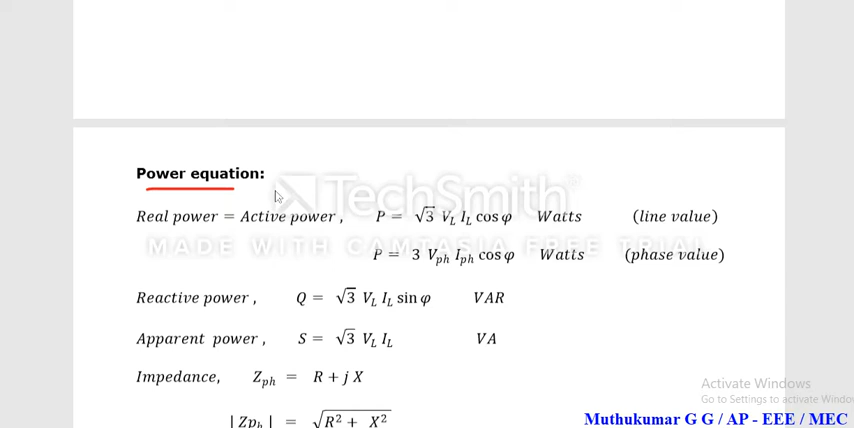 Power equation:
TechSmith
Real power = Active power , P = √3 V_L I_L cos φ Watts (line value)
MADE WITH CAMTASIA FREE TRIAL
P = 3 V_ph I_ph cos φ Watts (phase value)
Reactive power , Q = √3 V_L I_L sin φ VAR
Apparent power , S = √3 V_L I_L VA
Impedance, Z_ph = R + j X
Activate Windows
Go to Settings to activate Windows
| Z_ph | = √R² + X²
Muthukumar G G / AP - EEE / MEC